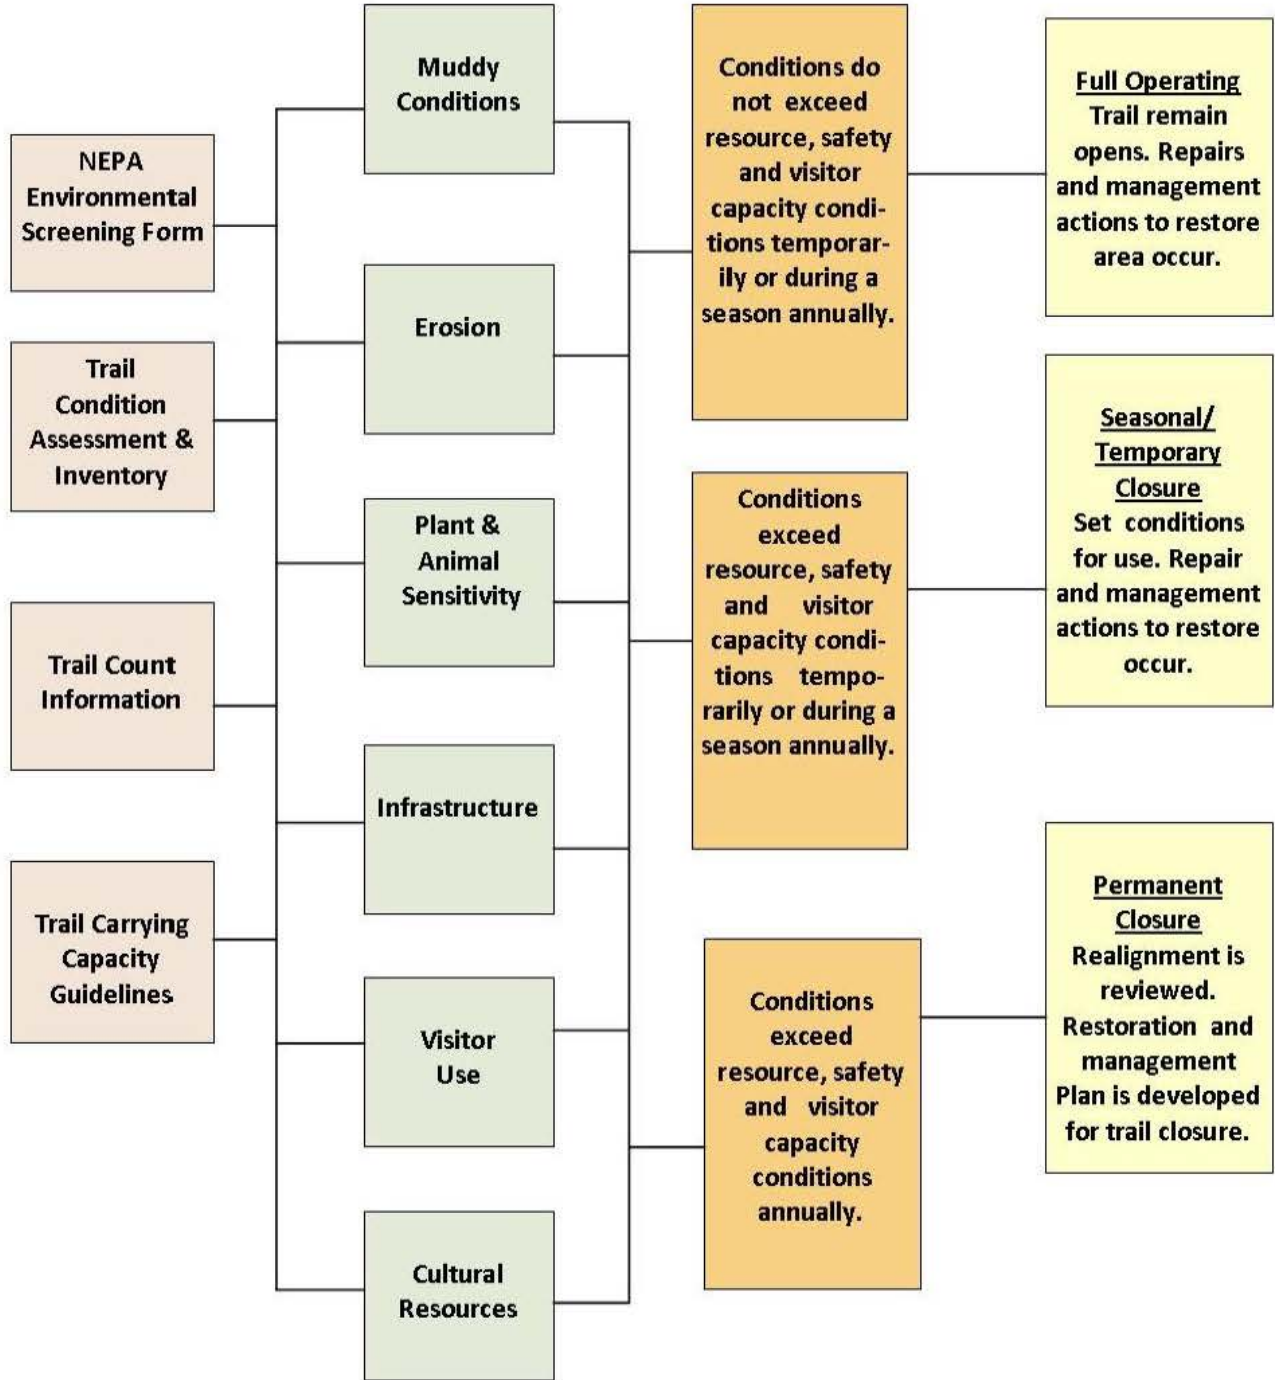 NEPA
Environmental
Screening Form
Trail
Condition
Assessment &
Inventory
Trail Count
Information
Trail Carrying
Capacity
Guidelines
Muddy
Conditions
Erosion
Plant &
Animal
Sensitivity
Infrastructure
Visitor
Use
Cultural
Resources
Conditions do
not exceed
resource, safety
and visitor
capacity condi-
tions temporar-
ily or during a
season annually.
Conditions
exceed
resource, safety
and visitor
capacity condi-
tions tempo-
rarily or during a
season annually.
Conditions
exceed
resource, safety
and visitor
capacity
conditions
annually.
Full Operating
Trail remain
opens. Repairs
and management
actions to restore
area occur.
Seasonal/
Temporary
Closure
Set conditions
for use. Repair
and management
actions to restore
occur.
Permanent
Closure
Realignment is
reviewed.
Restoration and
management
Plan is developed
for trail closure.